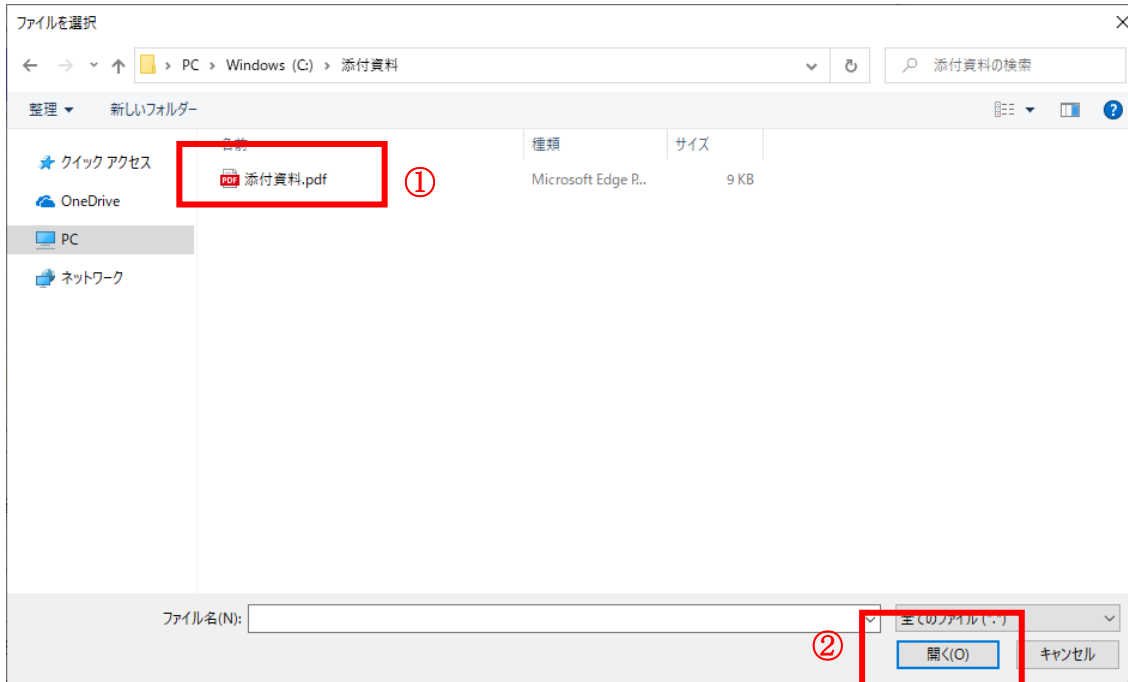 ファイルを選択
PC › Windows (C:) › 添付資料
添付資料の検索
整理
新しいフォルダー
名前
種類
サイズ
クイック アクセス
OneDrive
PC
ネットワーク
PDF 添付資料.pdf
Microsoft Edge P...
9 KB
①
ファイル名(N):
全てのファイル (*.*)
②
開く(O)
キャンセル